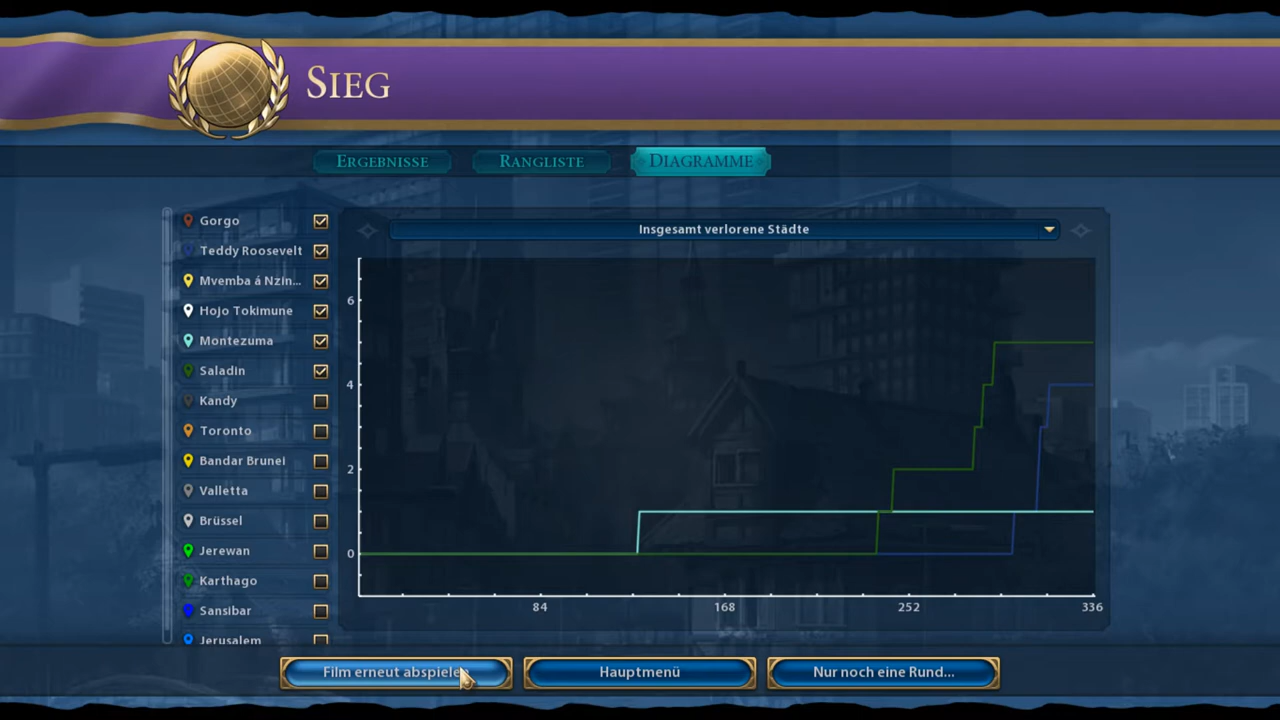 SIEG
ERGEBNISSE
RANGLISTE
DIAGRAMME
Gorgo
Teddy Roosevelt
Mvemba á Nzin...
Hojo Tokimune
Montezuma
Saladin
Kandy
Toronto
Bandar Brunei
Valletta
Brüssel
Jerewan
Karthago
Sansibar
Jerusalem
Insgesamt verlorene Städte
6
4
2
0
84
168
252
336
Film erneut abspielen
Hauptmenü
Nur noch eine Rund...